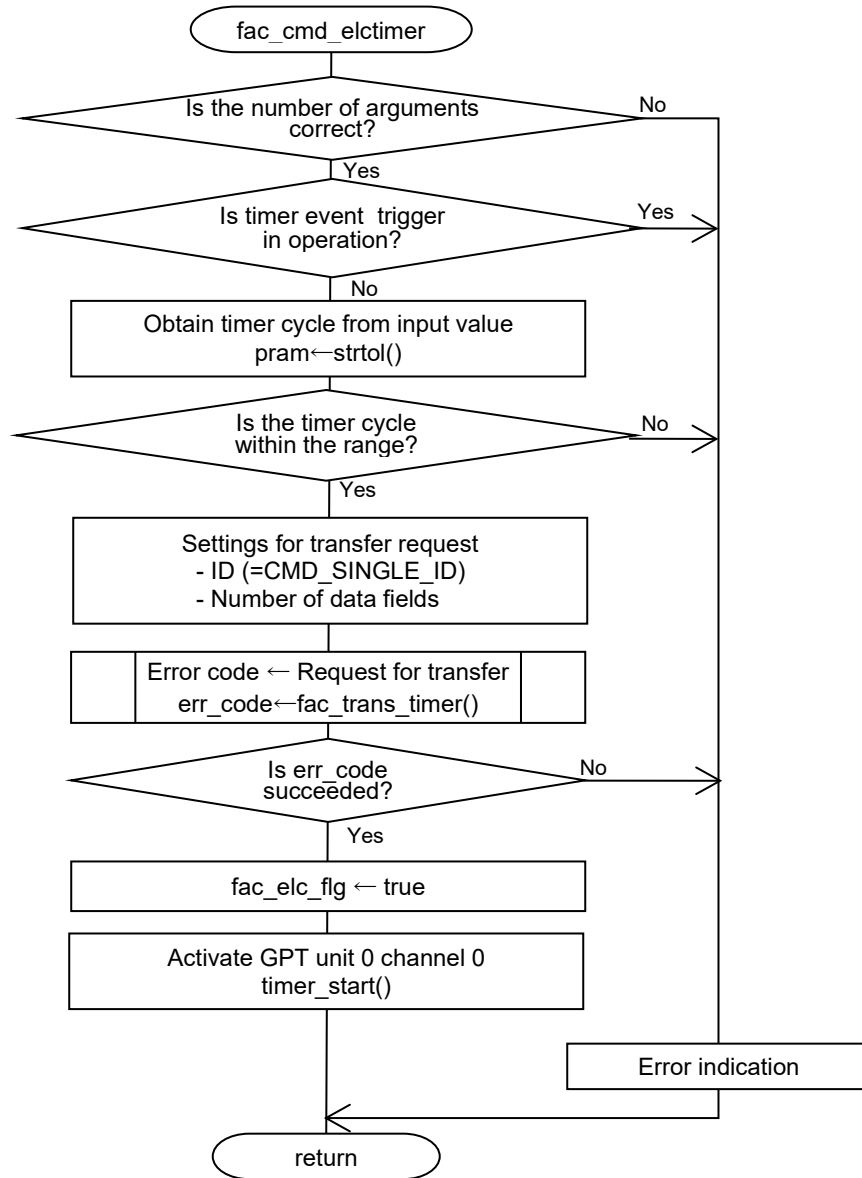 fac_cmd_elctimer
Is the number of arguments
correct?
No
Yes
Is timer event  trigger
in operation?
Yes
No
Obtain timer cycle from input value
pram←strtol()
Is the timer cycle
within the range?
No
Yes
Settings for transfer request
- ID (=CMD_SINGLE_ID)
- Number of data fields
Error code ← Request for transfer
err_code←fac_trans_timer()
Is err_code
succeeded?
No
Yes
fac_elc_flg ← true
Activate GPT unit 0 channel 0
timer_start()
Error indication
return